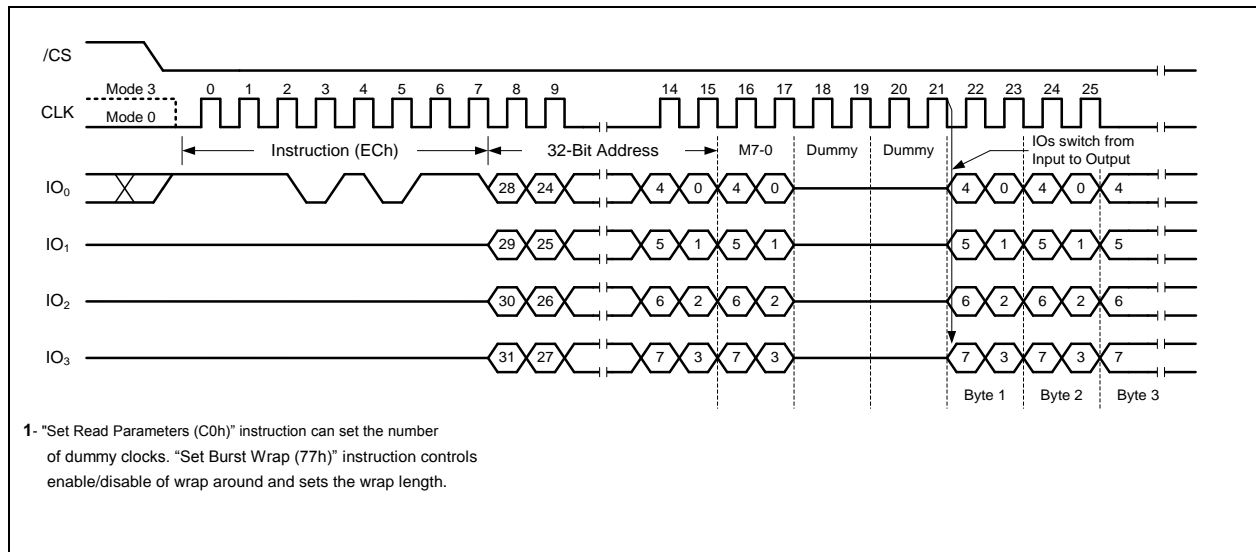 /CS
Mode 3 0 1 2 3 4 5 6 7 8 9 14 15 16 17 18 19 20 21 22 23 24 25
CLK Mode 0
Instruction (ECh) 32-Bit Address M7-0 Dummy Dummy IOs switch from
Input to Output
IO0 28 24 4 0 4 0 4 0 4 0 4
IO1 29 25 5 1 5 1 5 1 5 1 5
IO2 30 26 6 2 6 2 6 2 6 2 6
IO3 31 27 7 3 7 3 7 3 7 3 7
Byte 1 Byte 2 Byte 3
1- "Set Read Parameters (C0h)” instruction can set the number
of dummy clocks. “Set Burst Wrap (77h)” instruction controls
enable/disable of wrap around and sets the wrap length.